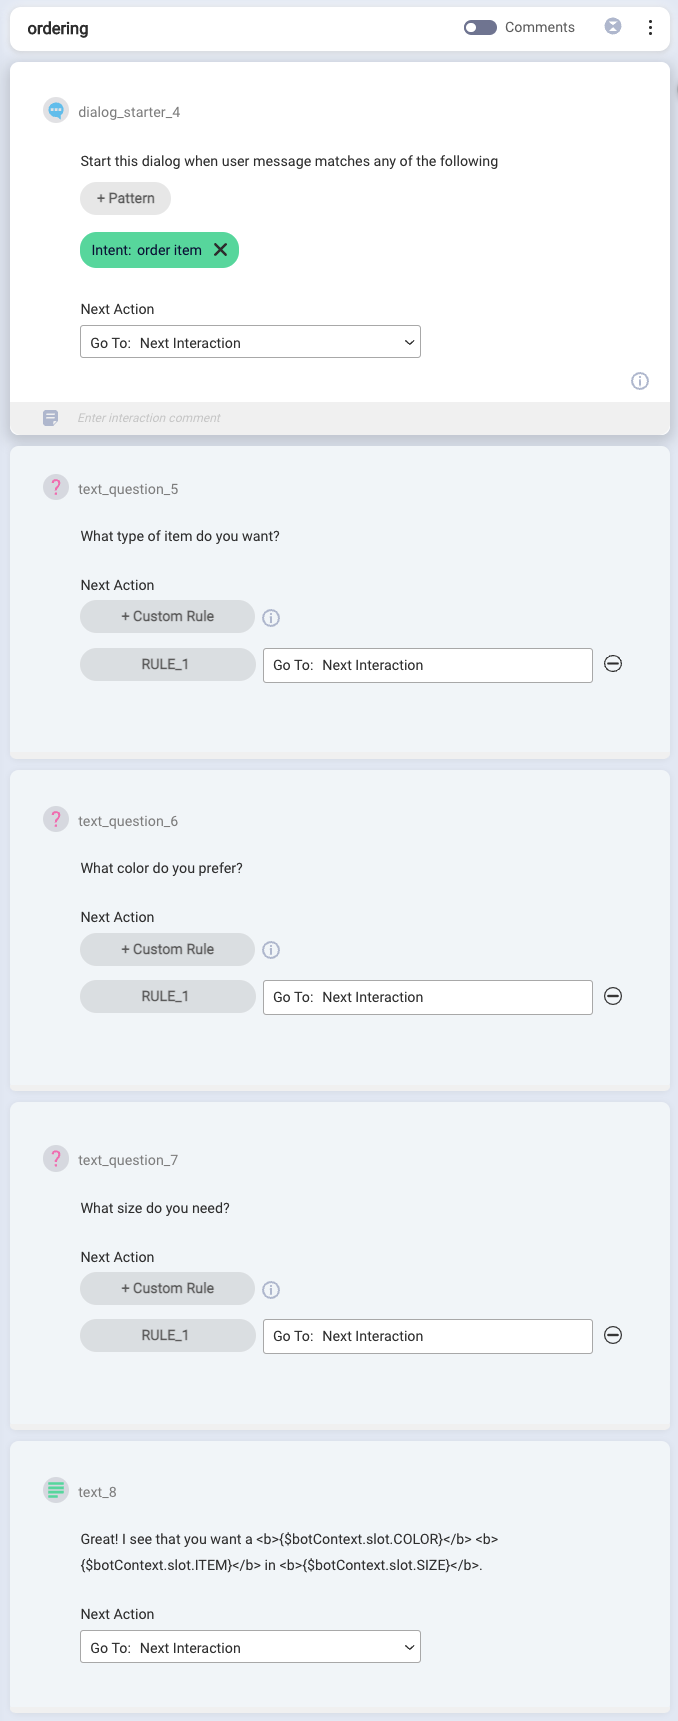 ordering
Comments
dialog_starter_4
Start this dialog when user message matches any of the following
+ Pattern
Intent: order item
Next Action
Go To: Next Interaction
Enter interaction comment
text_question_5
What type of item do you want?
Next Action
+ Custom Rule
RULE_1 Go To: Next Interaction
text_question_6
What color do you prefer?
Next Action
+ Custom Rule
RULE_1 Go To: Next Interaction
text_question_7
What size do you need?
Next Action
+ Custom Rule
RULE_1 Go To: Next Interaction
text_8
Great! I see that you want a <b>{$botContext.slot.COLOR}</b> <b>
{$botContext.slot.ITEM}</b> in <b>{$botContext.slot.SIZE}</b>.
Next Action
Go To: Next Interaction